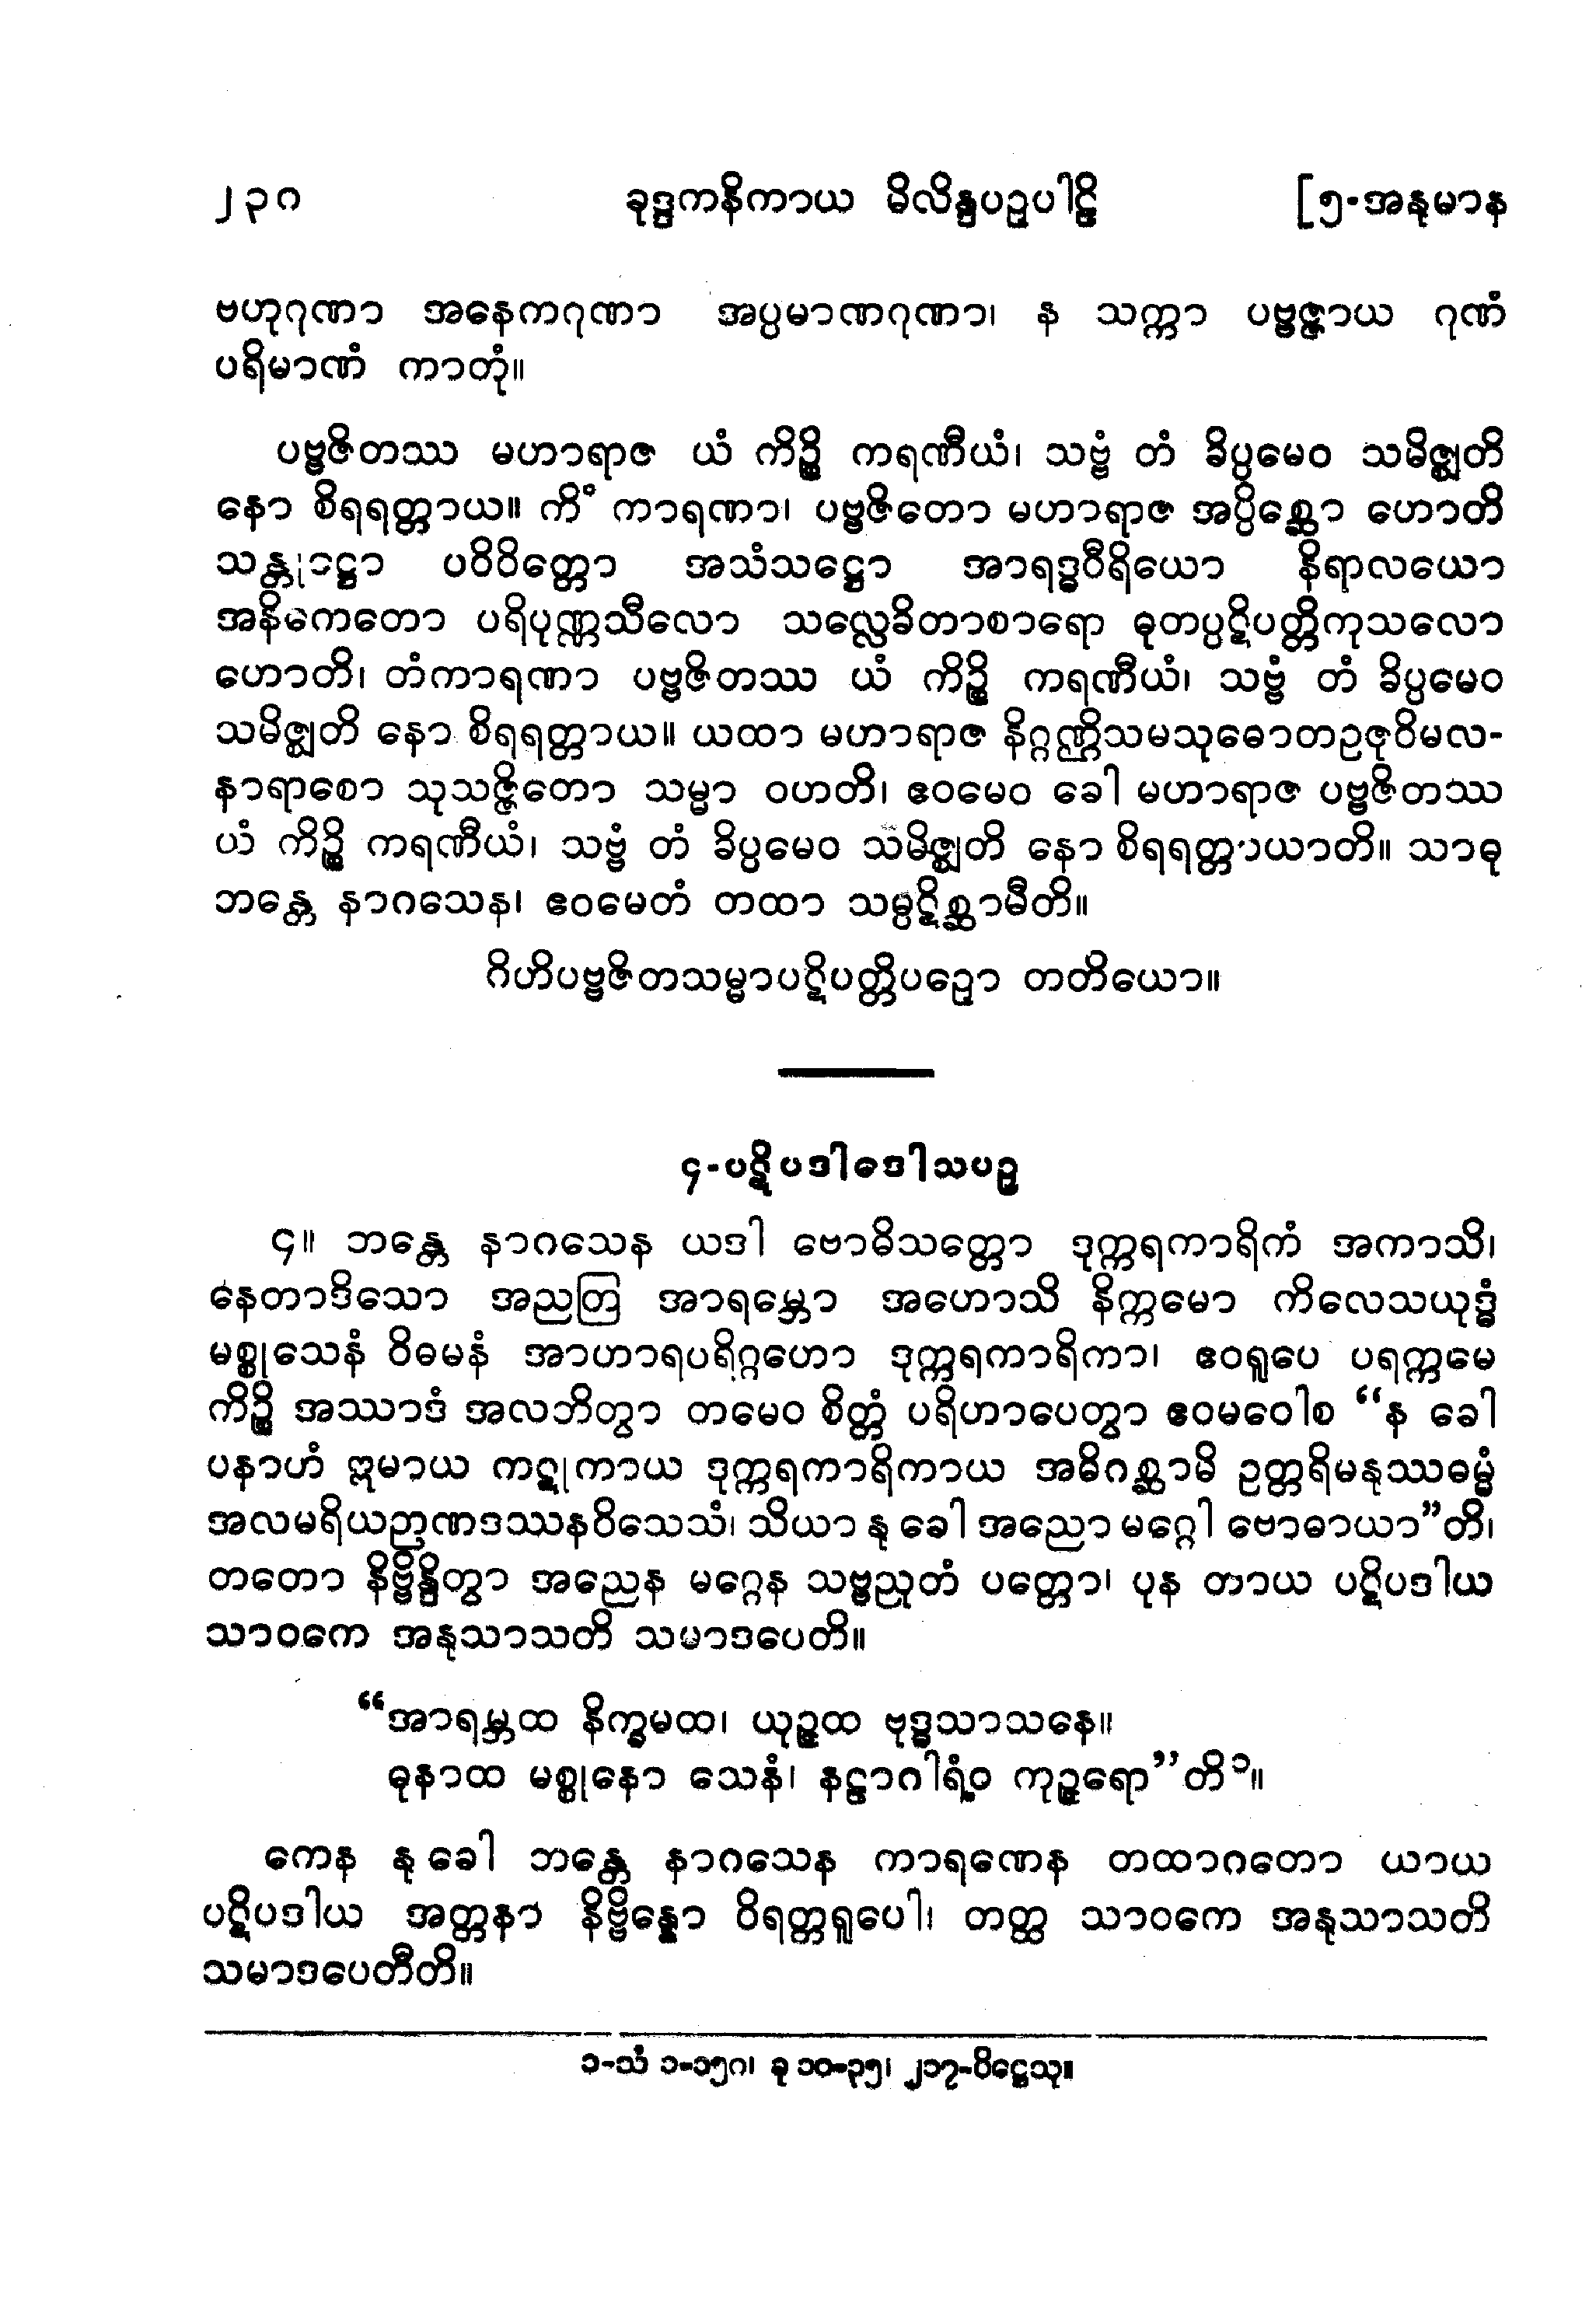 ၂၃၈ ခုဒ္ဒကနိကာယ မိလိန္ဒပဉှပါဠိ [၅-အနုမာန
ဗဟုဂုဏာ အနေကဂုဏာ အပ္ပမာဏဂုဏာ၊ န သက္ကာ ပဗ္ဗဇ္ဇာယ ဂုဏံ
ပရိမာဏံ ကာတုံ။
ပဗ္ဗဇိတဿ မဟာရာဇ ယံ ကိဉ္စိ ကရဏီယံ၊ သဗ္ဗံ တံ ခိပ္ပမေဝ သမိဇ္ဈတိ
နော စိရရတ္တာယ။ ကိံ ကာရဏာ၊ ပဗ္ဗဇိတော မဟာရာဇ အပ္ပိစ္ဆော ဟောတိ
သန္တုဋ္ဌော ပဝိဝိတ္တော အသံသဋ္ဌော အာရဒ္ဓဝီရိယော နိရာလယော
အနိကေတော ပရိပုဏ္ဏသီလော သလ္လေခိတာစာရော ဓုတပ္ပဋိပတ္တိကုသလော
ဟောတိ၊ တံကာရဏာ ပဗ္ဗဇိတဿ ယံ ကိဉ္စိ ကရဏီယံ၊ သဗ္ဗံ တံ ခိပ္ပမေဝ
သမိဇ္ဈတိ နော စိရရတ္တာယ။ ယထာ မဟာရာဇ နိဂ္ဂဏ္ဌိသမသုဓောတဥဇုဝိမလ-
နာရာစော သုသဇ္ဇိတော သမ္မာ ဝဟတိ၊ ဧဝမေဝ ခေါ မဟာရာဇ ပဗ္ဗဇိတဿ
ယံ ကိဉ္စိ ကရဏီယံ၊ သဗ္ဗံ တံ ခိပ္ပမေဝ သမိဇ္ဈတိ နော စိရရတ္တာယာတိ။ သာဓု
ဘန္တေ နာဂသေန၊ ဧဝမေတံ တထာ သမ္ပဋိစ္ဆာမီတိ။
ဂိဟိပဗ္ဗဇိတသမ္မာပဋိပတ္တိပဉှော တတိယော။
၄-ပဋိပဒါဒေါသပဉှ
၄။ ဘန္တေ နာဂသေန ယဒါ ဗောဓိသတ္တော ဒုက္ကရကာရိကံ အကာသိ၊
နေတာဒိသော အညတြ အာရမ္ဘော အဟောသိ နိက္ကမော ကိလေသယုဒ္ဓံ
မစ္စုသေနံ ဝိဓမနံ အာဟာရပရိဂ္ဂဟော ဒုက္ကရကာရိကာ၊ ဧဝရူပေ ပရက္ကမေ
ကိဉ္စိ အဿာဒံ အလဘိတွာ တမေဝ စိတ္တံ ပရိဟာပေတွာ ဧဝမဝေါစ “န ခေါ
ပနာဟံ ဣမာယ ကဋုကာယ ဒုက္ကရကာရိကာယ အဓိဂစ္ဆာမိ ဥတ္တရိမနုဿဓမ္မံ
အလမရိယဉာဏဒဿနဝိသေသံ၊ သိယာ နု ခေါ အညော မဂ္ဂေါ ဗောဓာယာ”တိ၊
တတော နိဗ္ဗိန္ဒိတွာ အညေန မဂ္ဂေန သဗ္ဗညုတံ ပတ္တော၊ ပုန တာယ ပဋိပဒါယ
သာဝကေ အနုသာသတိ သမာဒပေတိ။
“အာရမ္ဘထ နိက္ခမထ၊ ယုဉ္ဇထ ဗုဒ္ဓသာသနေ။
ဓုနာထ မစ္စုနော သေနံ၊ နဠာဂါရံဝ ကုဉ္ဇရော”တိ၁။
ကေန နု ခေါ ဘန္တေ နာဂသေန ကာရဏေန တထာဂတော ယာယ
ပဋိပဒါယ အတ္တနာ နိဗ္ဗိန္နော ဝိရတ္တရူပေါ၊ တတ္ထ သာဝကေ အနုသာသတိ
သမာဒပေတီတိ။
၁-သံ ၁-၁၅၈၊ ခု ၁၀-၃၅၊ ၂၁၇-ပိဋ္ဌေသု။